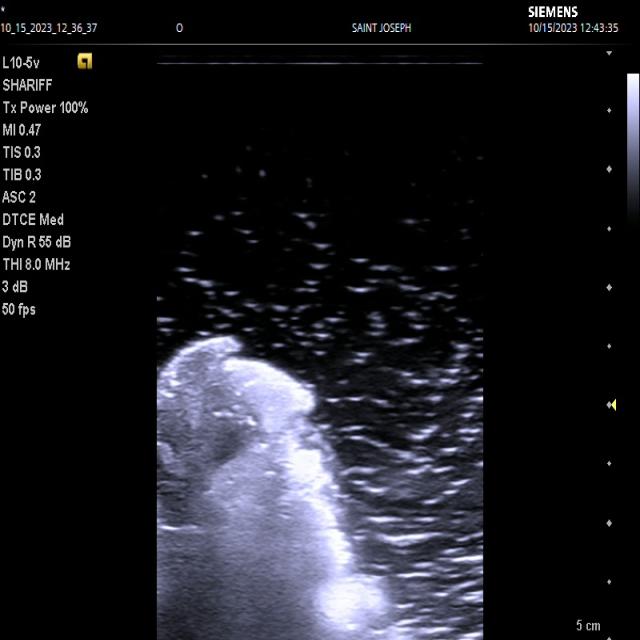 *
SIEMENS
10_15_2023_12_36_37 O SAINT JOSEPH 10/15/2023 12:43:35
L10-5v
SHARIFF
Tx Power 100%
MI 0.47
TIS 0.3
TIB 0.3
ASC 2
DTCE Med
Dyn R 55 dB
THI 8.0 MHz
3 dB
50 fps
5 cm